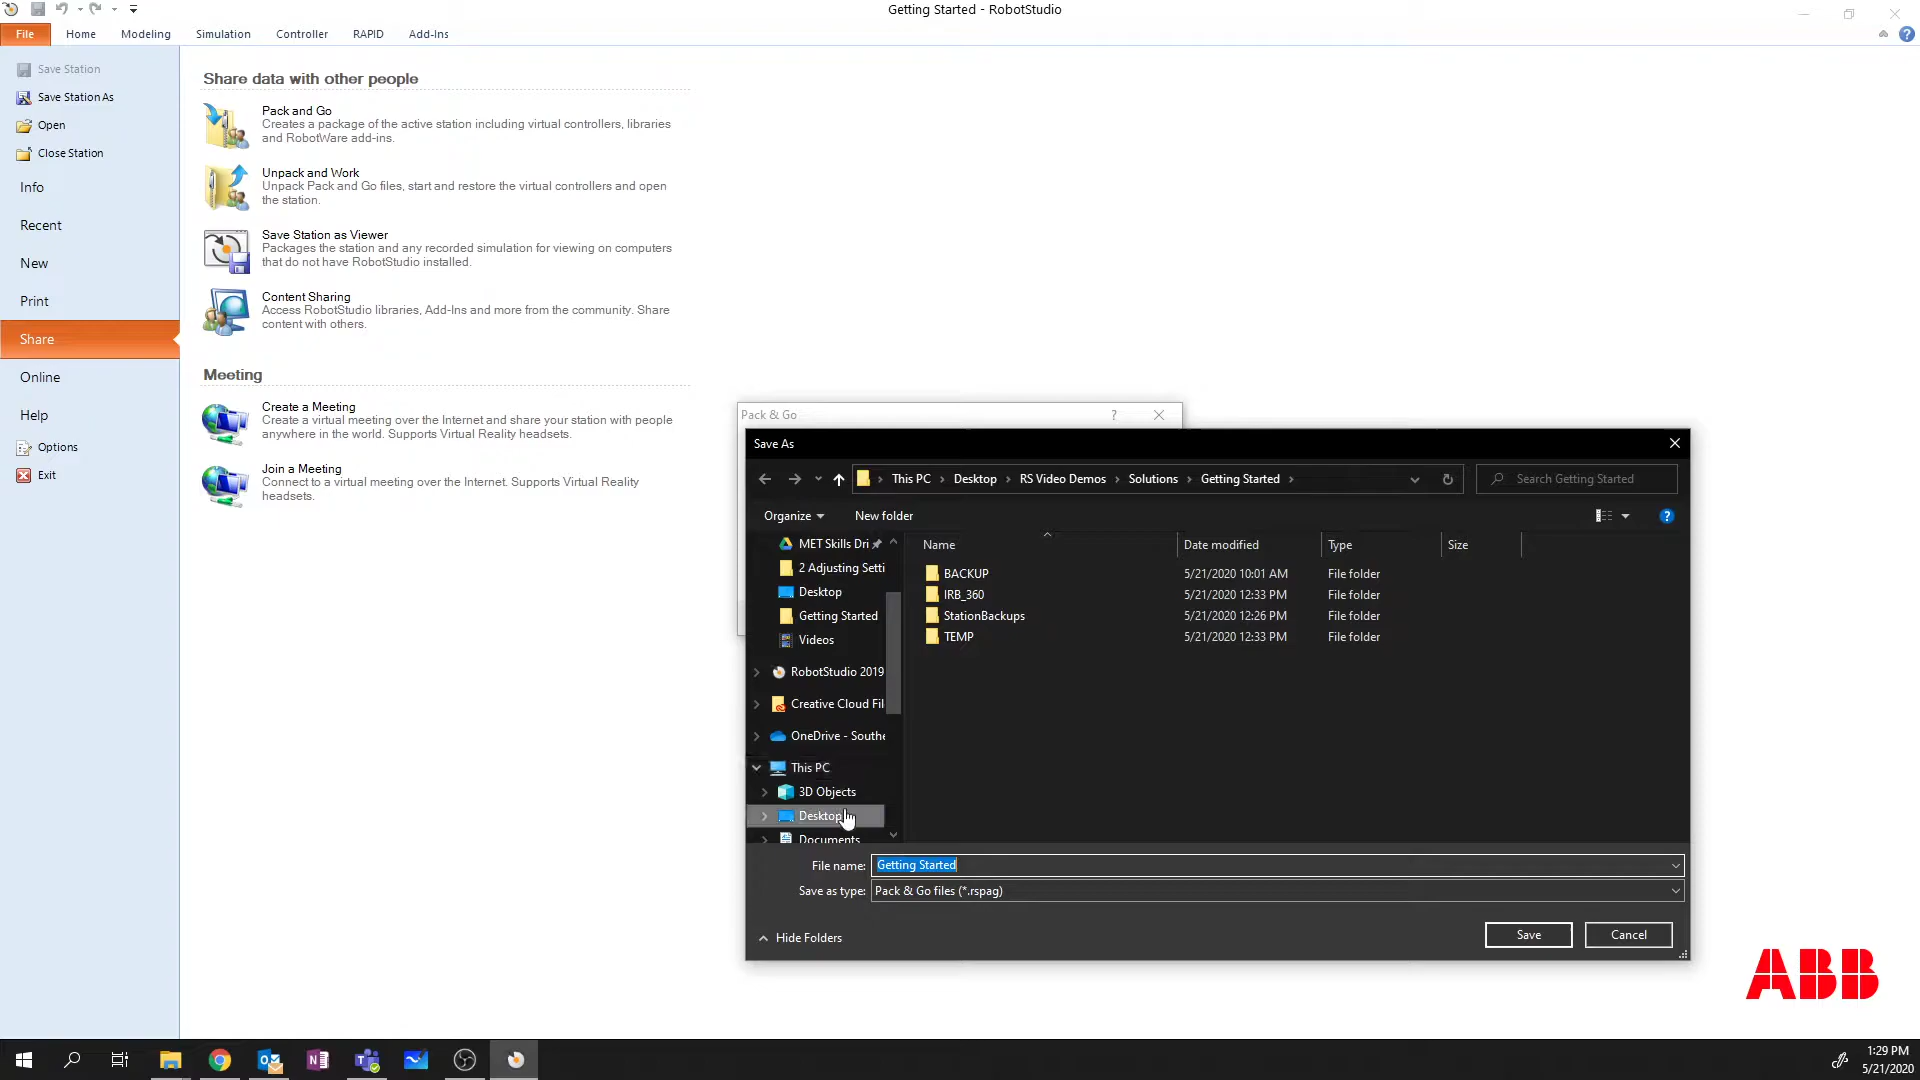 Getting Started - RobotStudio
File
Home
Modeling
Simulation
Controller
RAPID
Add-Ins
Save Station
Save Station As
Open
Close Station
Info
Recent
New
Print
Share
Online
Help
Options
Exit
Share data with other people
Pack and Go
Creates a package of the active station including virtual controllers, libraries
and RobotWare add-ins.
Unpack and Work
Unpack Pack and Go files, start and restore the virtual controllers and open
the station.
Save Station as Viewer
Packages the station and any recorded simulation for viewing on computers
that do not have RobotStudio installed.
Content Sharing
Access RobotStudio libraries, Add-Ins and more from the community. Share
content with others.
Meeting
Create a Meeting
Create a virtual meeting over the Internet and share your station with people
anywhere in the world. Supports Virtual Reality headsets.
Join a Meeting
Connect to a virtual meeting over the Internet. Supports Virtual Reality
headsets.
Pack & Go
?
Save As
This PC > Desktop > RS Video Demos > Solutions > Getting Started >
Search Getting Started
Organize
New folder
?
MET Skills Dri
2 Adjusting Setti
Desktop
Getting Started
Videos
RobotStudio 2019
Creative Cloud Fil
OneDrive - Southe
This PC
3D Objects
Desktop
Documents
Name Date modified Type Size
BACKUP 5/21/2020 10:01 AM File folder
IRB_360 5/21/2020 12:33 PM File folder
StationBackups 5/21/2020 12:26 PM File folder
TEMP 5/21/2020 12:33 PM File folder
File name: Getting Started
Save as type: Pack & Go files (*.rspag)
Hide Folders
Save
Cancel
ABB
1:29 PM
5/21/2020